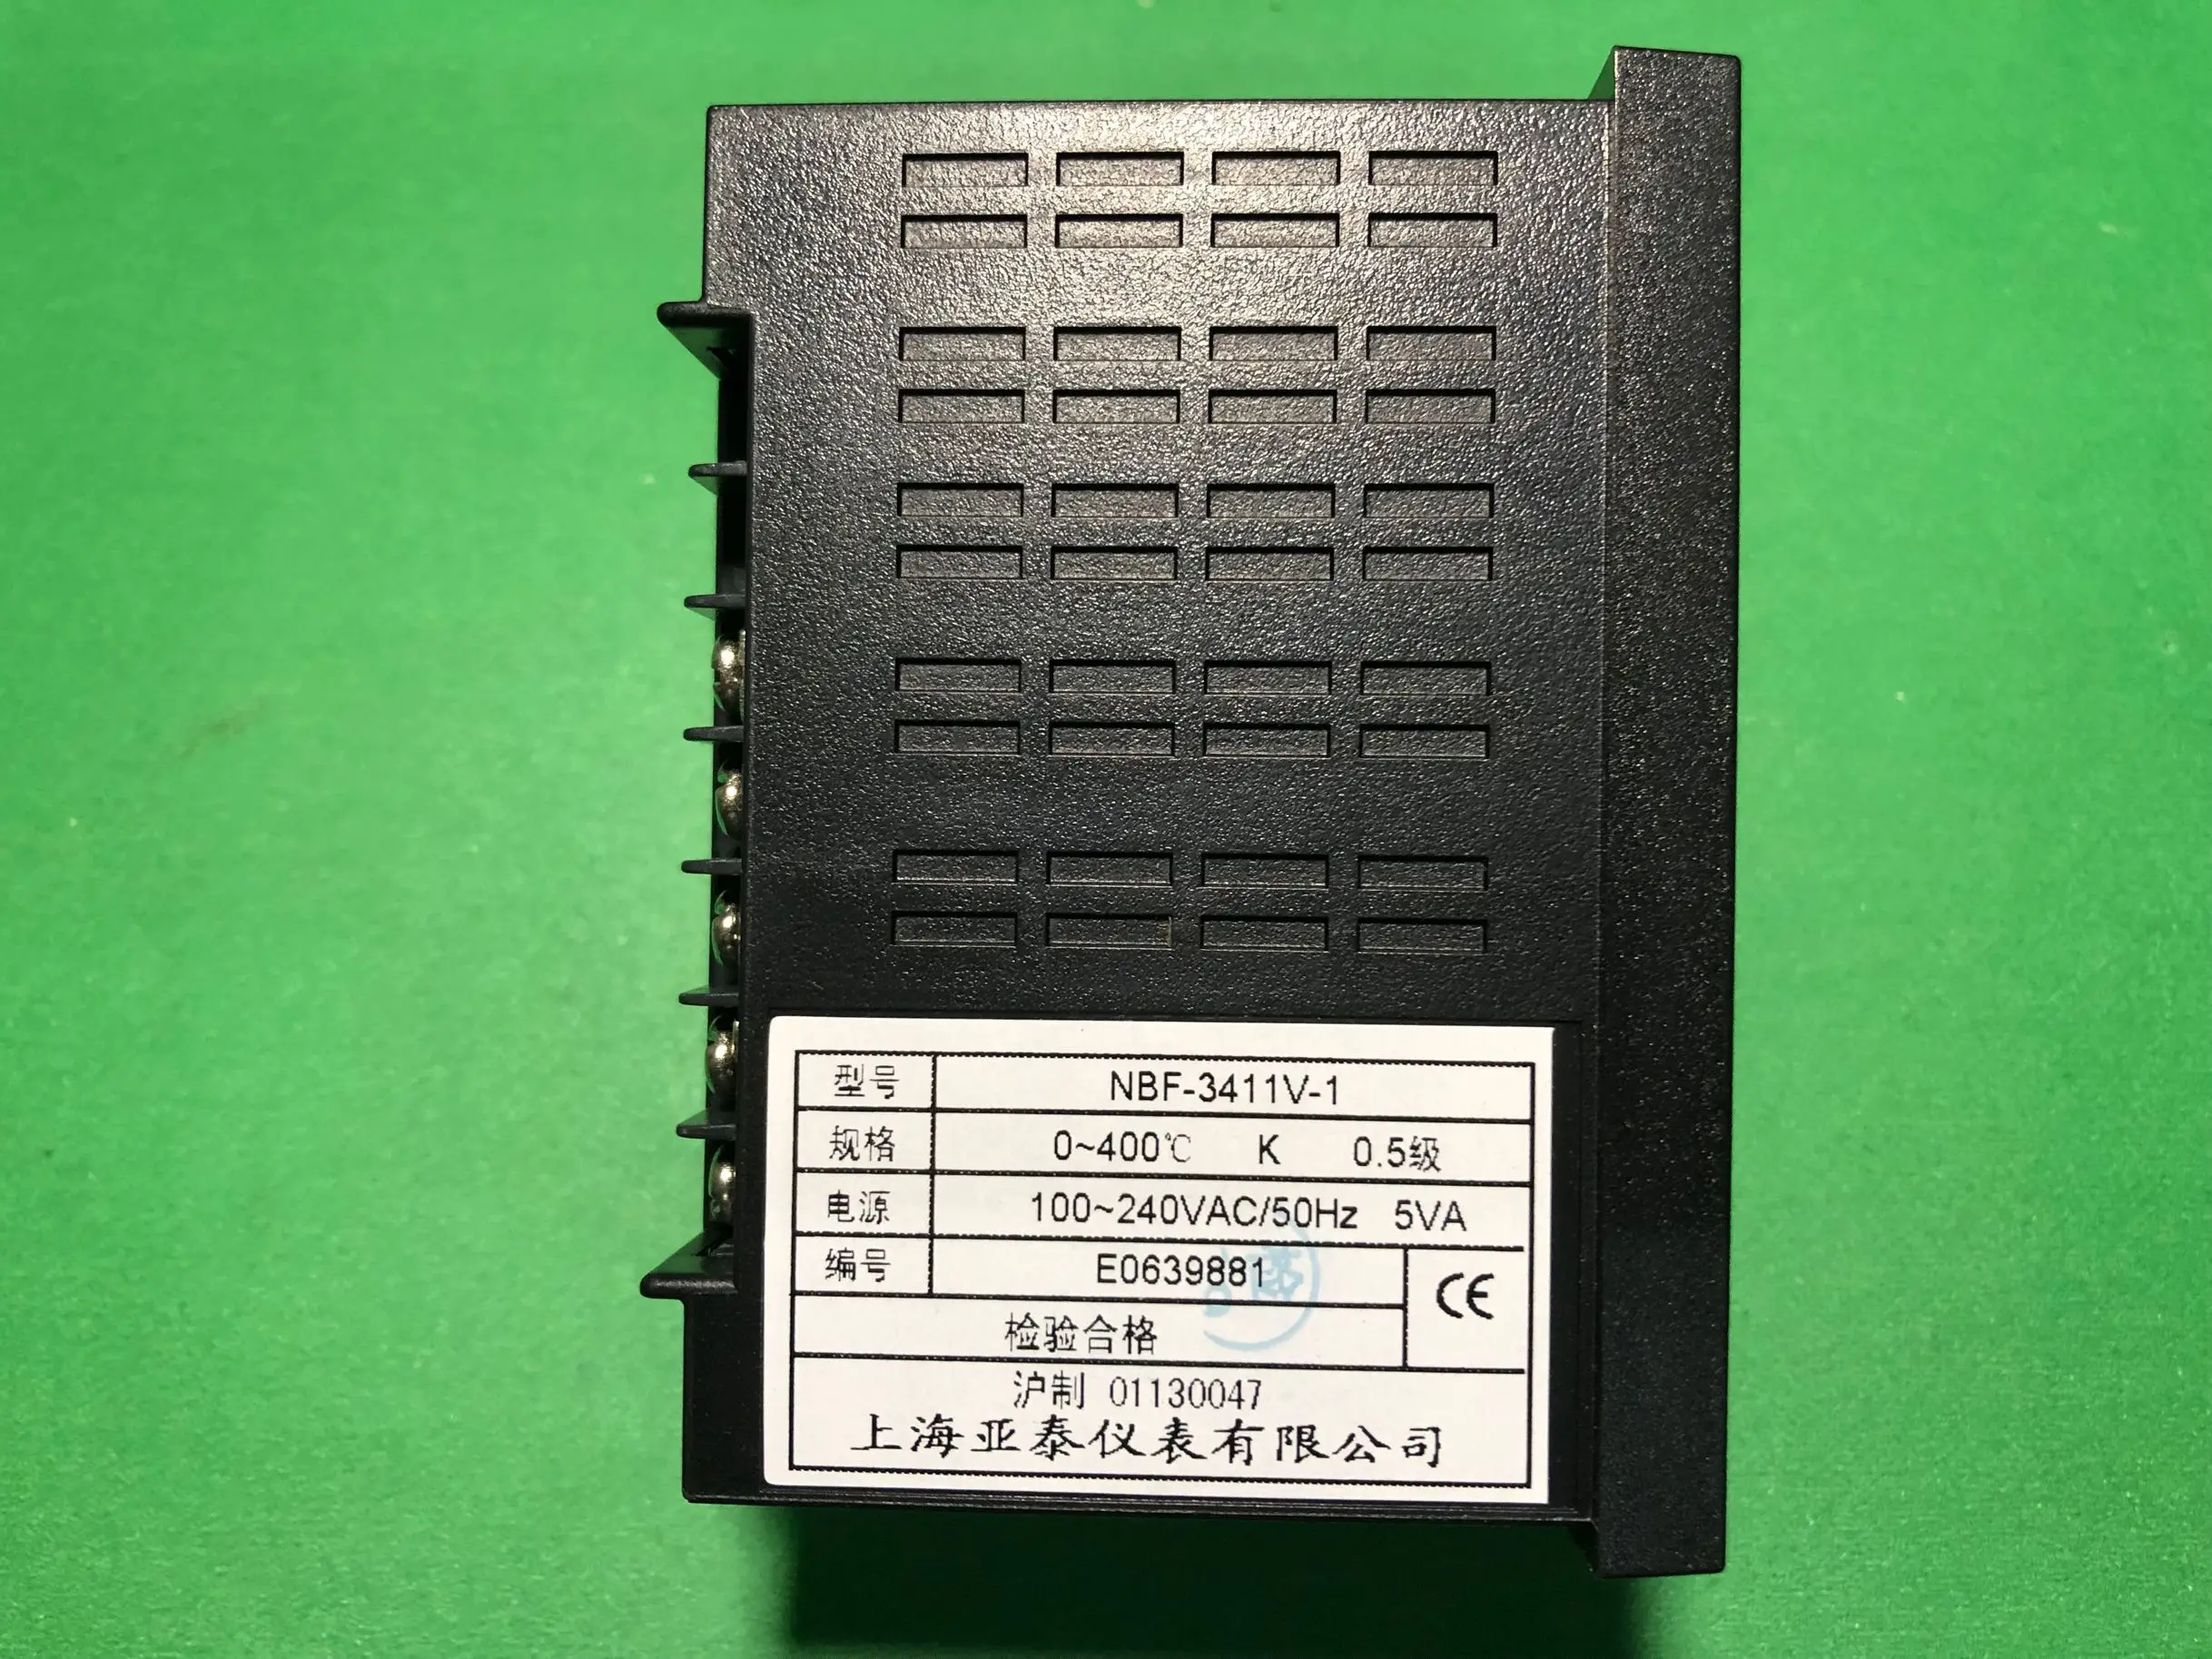 型号 NBF-3411V-1
规格 0~400℃ K 0.5级
电源 100~240VAC/50Hz 5VA
编号 E0639881
CE
检验合格
沪制 01130047
上海亚泰仪表有限公司